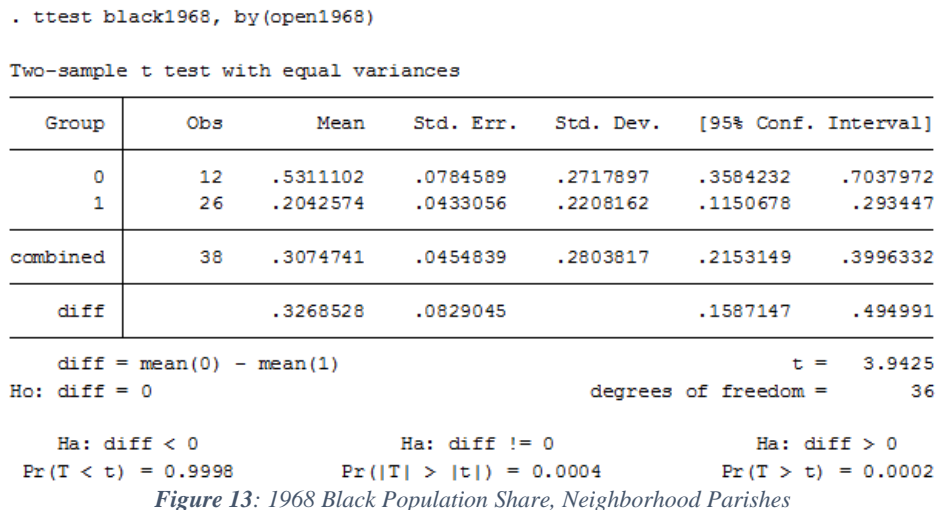 . ttest black1968, by(open1968)
Two-sample t test with equal variances
Group Obs Mean Std. Err. Std. Dev. [95% Conf. Interval]
0 12 .5311102 .0784589 .2717897 .3584232 .7037972
1 26 .2042574 .0433056 .2208162 .1150678 .293447
combined 38 .3074741 .0454839 .2803817 .2153149 .3996332
diff .3268528 .0829045 .1587147 .494991
diff = mean(0) - mean(1) t = 3.9425
Ho: diff = 0 degrees of freedom = 36
Ha: diff < 0 Ha: diff != 0 Ha: diff > 0
Pr(T < t) = 0.9998 Pr(|T| > |t|) = 0.0004 Pr(T > t) = 0.0002
Figure 13: 1968 Black Population Share, Neighborhood Parishes